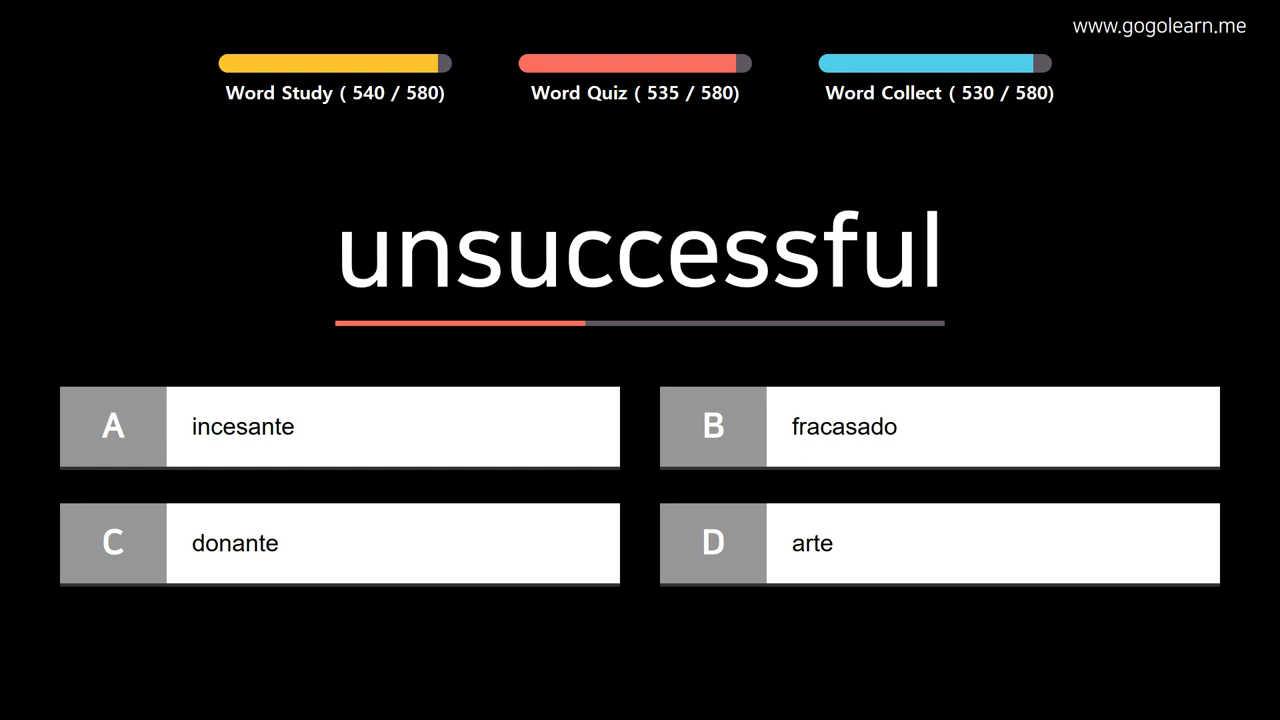 www.gogolearn.me
Word Study ( 540 / 580)
Word Quiz ( 535 / 580)
Word Collect ( 530 / 580)
unsuccessful
A incesante
B fracasado
C donante
D arte